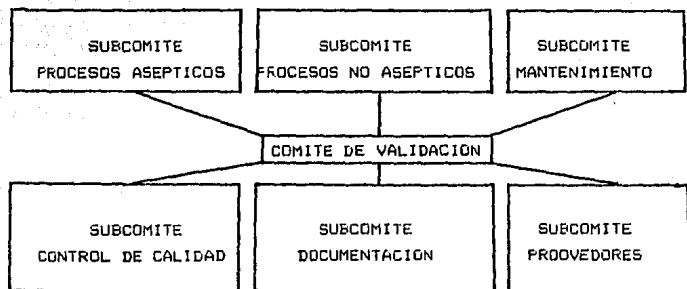 SUBCOMITE
PROCESOS ASEPTICOS
SUBCOMITE
PROCESOS NO ASEPTICOS
SUBCOMITE
MANTENIMIENTO
COMITE DE VALIDACION
SUBCOMITE
CONTROL DE CALIDAD
SUBCOMITE
DOCUMENTACION
SUBCOMITE
PROOVEDORES